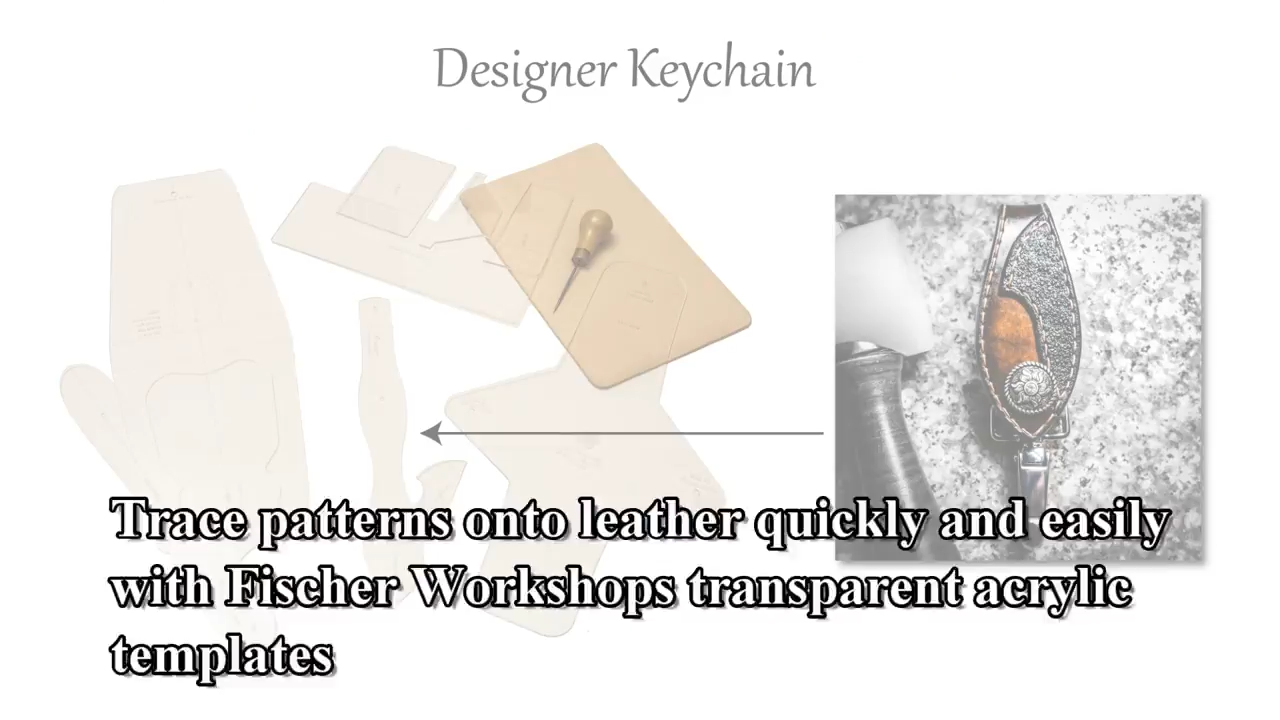 Designer Keychain
Trace patterns onto leather quickly and easily
with Fischer Workshops transparent acrylic
templates